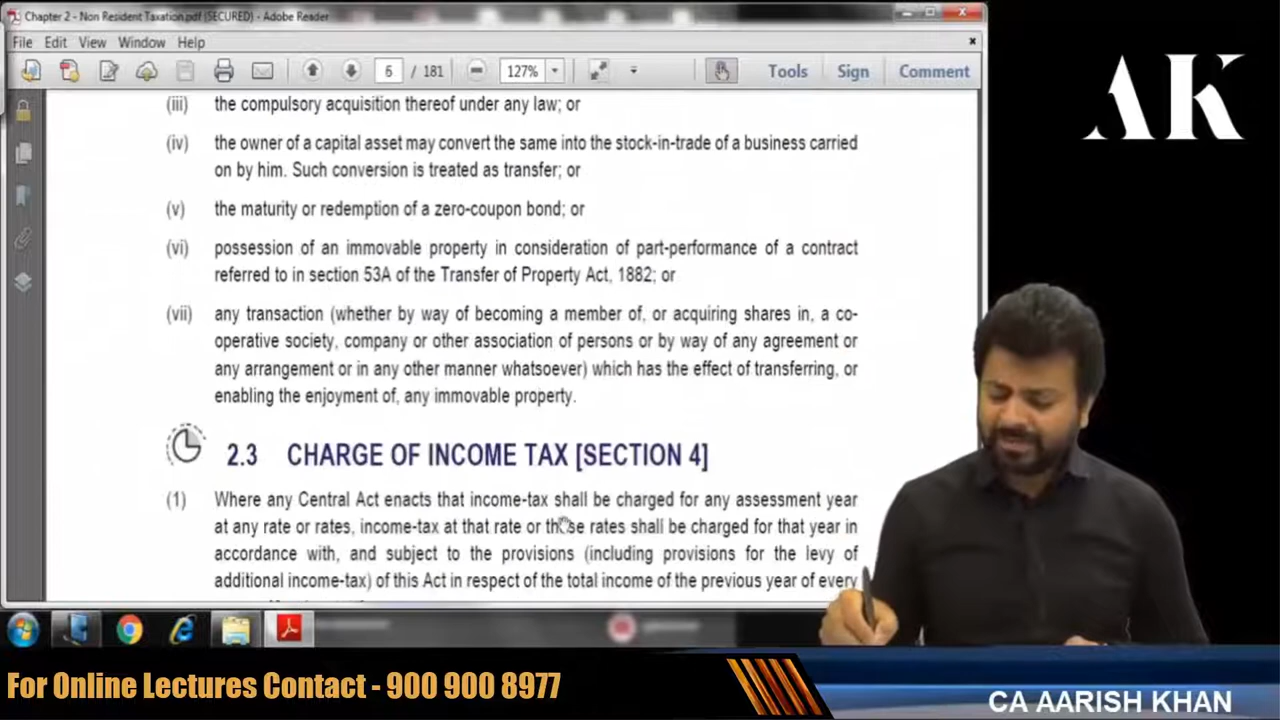 Chapter 2 - Non Resident Taxation.pdf (SECURED) - Adobe Reader
File Edit View Window Help
6 / 181 127% Tools Sign Comment
AK
(iii) the compulsory acquisition thereof under any law; or
(iv) the owner of a capital asset may convert the same into the stock-in-trade of a business carried
on by him. Such conversion is treated as transfer; or
(v) the maturity or redemption of a zero-coupon bond; or
(vi) possession of an immovable property in consideration of part-performance of a contract
referred to in section 53A of the Transfer of Property Act, 1882; or
(vii) any transaction (whether by way of becoming a member of, or acquiring shares in, a co-
operative society, company or other association of persons or by way of any agreement or
any arrangement or in any other manner whatsoever) which has the effect of transferring, or
enabling the enjoyment of, any immovable property.
2.3 CHARGE OF INCOME TAX [SECTION 4]
(1) Where any Central Act enacts that income-tax shall be charged for any assessment year
at any rate or rates, income-tax at that rate or those rates shall be charged for that year in
accordance with, and subject to the provisions (including provisions for the levy of
additional income-tax) of this Act in respect of the total income of the previous year of every
For Online Lectures Contact - 900 900 8977
CA AARISH KHAN